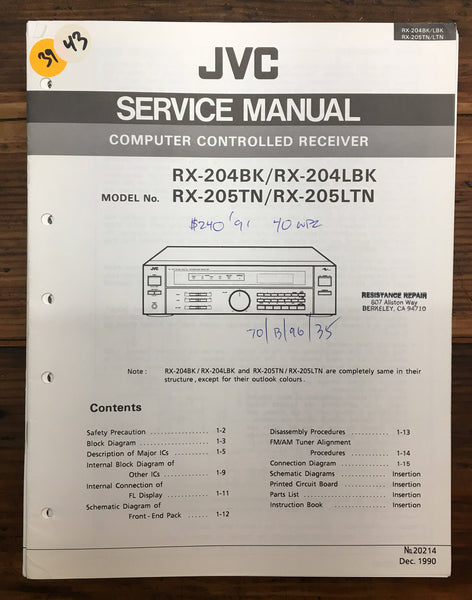 RX-204BK/LBK
RX-205TN/LTN
39
43
JVC
SERVICE MANUAL
COMPUTER CONTROLLED RECEIVER
RX-204BK/RX-204LBK
MODEL No. RX-205TN/RX-205LTN
$240 '91 40 WPC
JVC
RESISTANCE REPAIR
607 Allston Way
BERKELEY, CA 94710
70/B/96/35
Note : RX-204BK/RX-204LBK and RX-205TN/RX-205LTN are completely same in their
structure, except for their outlook colours.
Contents
Safety Precaution .......... 1-2
Block Diagram .......... 1-3
Description of Major ICs .......... 1-5
Internal Block Diagram of
Other ICs .......... 1-9
Internal Connection of
FL Display .......... 1-11
Schematic Diagram of
Front-End Pack ...... 1-12
Disassembly Procedures .......... 1-13
FM/AM Tuner Alignment
Procedures .......... 1-14
Connection Diagram .......... 1-15
Schematic Diagrams .......... Insertion
Printed Circuit Board .......... Insertion
Parts List .......... Insertion
Instruction Book .......... Insertion
№20214
Dec. 1990